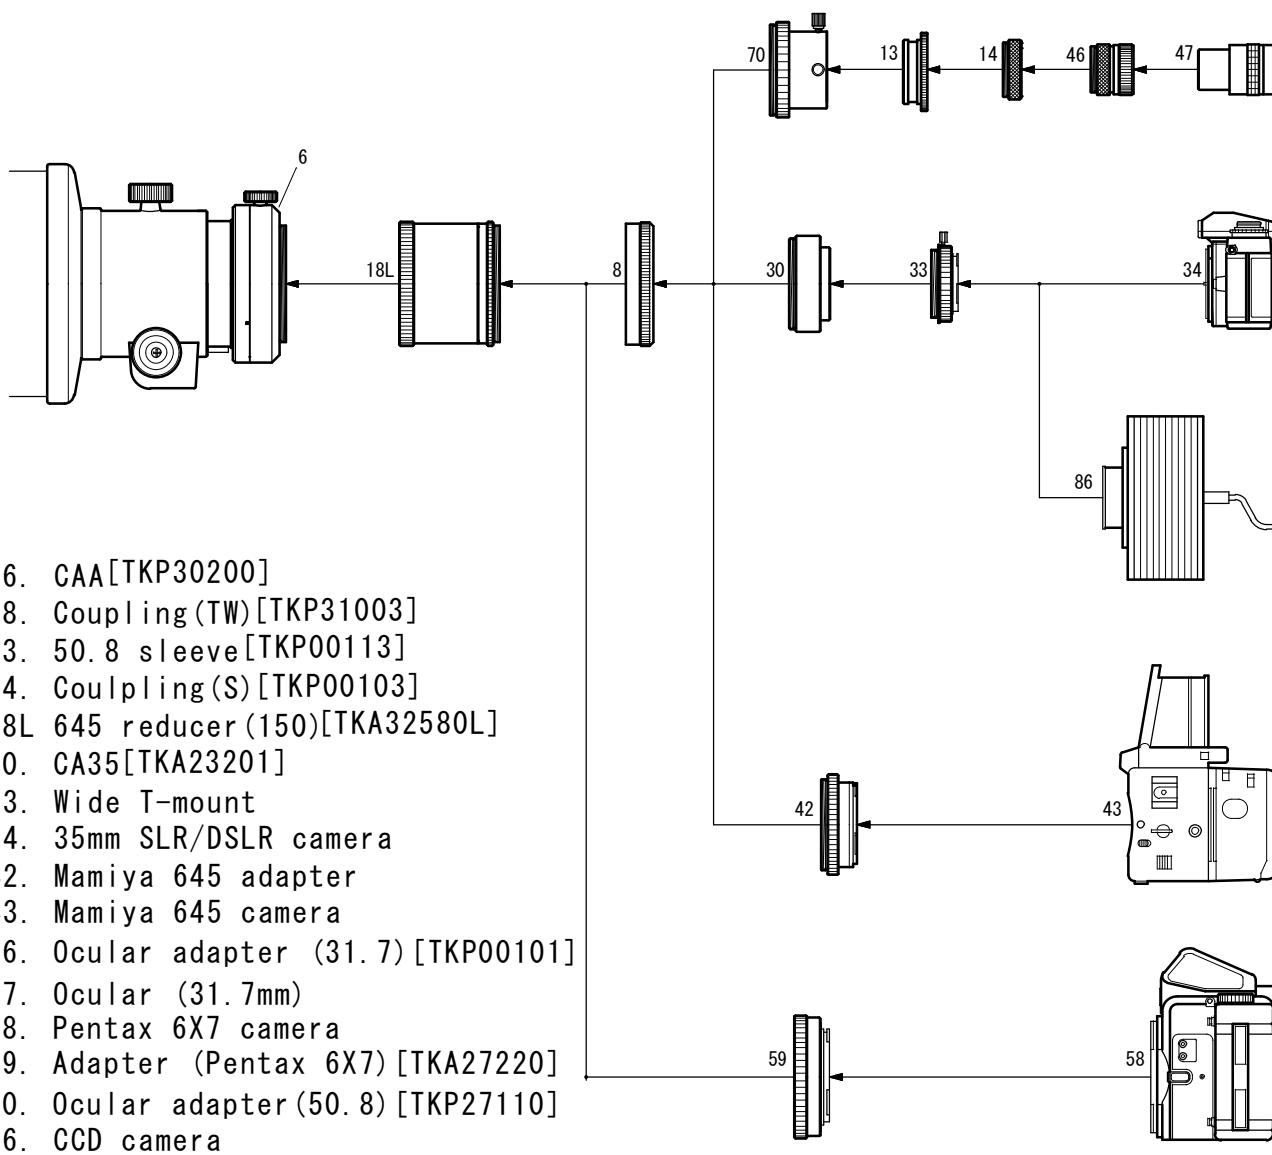 70
13
14
46
47
6
18L
8
30
33
34
86
6. CAA[TKP30200]
8. Coupling(TW)[TKP31003]
3. 50.8 sleeve[TKP00113]
4. Coulpling(S)[TKP00103]
8L 645 reducer(150)[TKA32580L]
0. CA35[TKA23201]
3. Wide T-mount
4. 35mm SLR/DSLR camera
2. Mamiya 645 adapter
3. Mamiya 645 camera
6. Ocular adapter (31.7)[TKP00101]
7. Ocular (31.7mm)
8. Pentax 6X7 camera
9. Adapter (Pentax 6X7)[TKA27220]
0. Ocular adapter(50.8)[TKP27110]
6. CCD camera
42
43
59
58